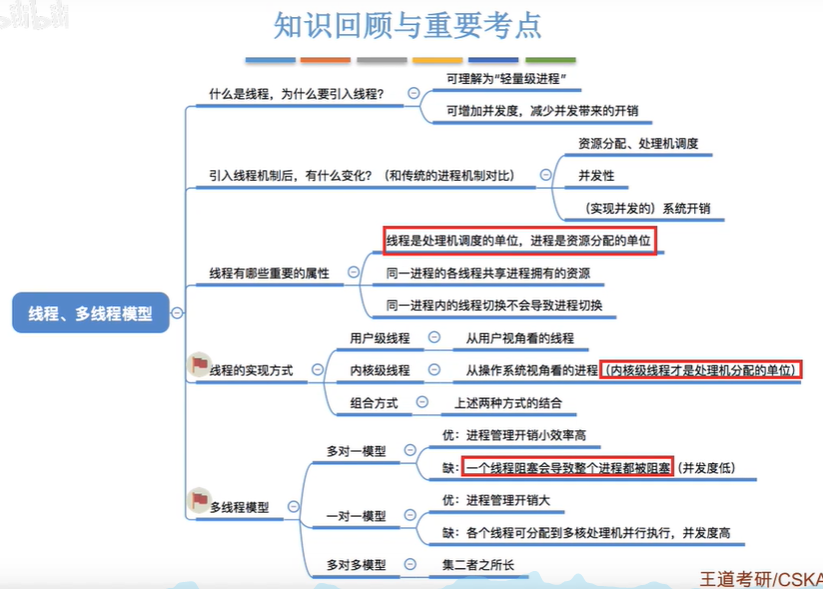 知识回顾与重要考点
什么是线程，为什么要引入线程？
可理解为“轻量级进程”
可增加并发度，减少并发带来的开销
引入线程机制后，有什么变化？（和传统的进程机制对比）
资源分配、处理机调度
并发性
（实现并发的）系统开销
线程有哪些重要的属性
线程是处理机调度的单位，进程是资源分配的单位
同一进程的各线程共享进程拥有的资源
同一进程内的线程切换不会导致进程切换
线程、多线程模型
线程的实现方式
用户级线程
从用户视角看的线程
内核级线程
从操作系统视角看的进程（内核级线程才是处理机分配的单位）
组合方式
上述两种方式的结合
多线程模型
多对一模型
优：进程管理开销小效率高
缺：一个线程阻塞会导致整个进程都被阻塞（并发度低）
一对一模型
优：进程管理开销大
缺：各个线程可分配到多核处理机并行执行，并发度高
多对多模型
集二者之所长
王道考研/CSKA